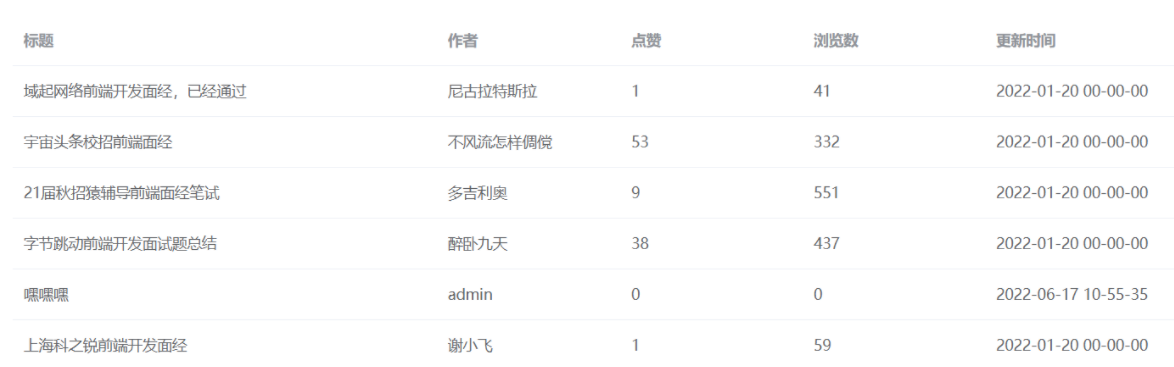 标题 作者 点赞 浏览数 更新时间
域起网络前端开发面经，已经通过 尼古拉特斯拉 1 41 2022-01-20 00-00-00
宇宙头条校招前端面经 不风流怎样倜傥 53 332 2022-01-20 00-00-00
21届秋招猿辅导前端面经笔试 多吉利奥 9 551 2022-01-20 00-00-00
字节跳动前端开发面试题总结 醉卧九天 38 437 2022-01-20 00-00-00
嘿嘿嘿 admin 0 0 2022-06-17 10-55-35
上海科之锐前端开发面经 谢小飞 1 59 2022-01-20 00-00-00